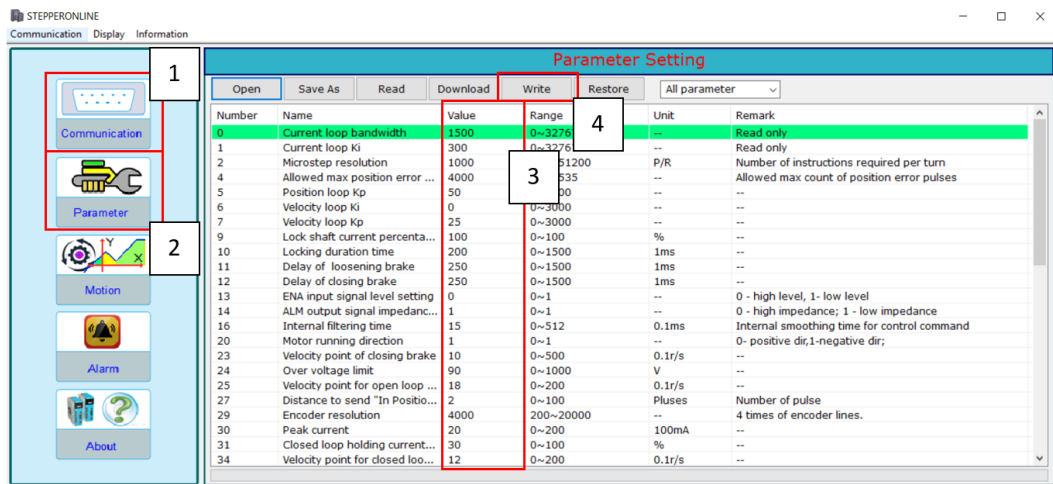 STEPPERONLINE
Communication Display Information
1
Communication
Parameter
2
Motion
Alarm
About
Parameter Setting
Open Save As Read Download Write Restore All parameter
4
3
Number Name Value Range Unit Remark
0 Current loop bandwidth 1500 0~3276 -- Read only
1 Current loop Ki 300 0~3276 -- Read only
2 Microstep resolution 1000 51200 P/R Number of instructions required per turn
4 Allowed max position error ... 4000 535 -- Allowed max count of position error pulses
5 Position loop Kp 50 00 -- --
6 Velocity loop Ki 0 0~3000 -- --
7 Velocity loop Kp 25 0~3000 -- --
9 Lock shaft current percenta... 100 0~100 % --
10 Locking duration time 200 0~1500 1ms --
11 Delay of loosening brake 250 0~1500 1ms --
12 Delay of closing brake 250 0~1500 1ms --
13 ENA input signal level setting 0 0~1 -- 0 - high level, 1- low level
14 ALM output signal impedanc... 1 0~1 -- 0 - high impedance; 1 - low impedance
16 Internal filtering time 15 0~512 0.1ms Internal smoothing time for control command
20 Motor running direction 1 0~1 -- 0- positive dir,1-negative dir;
23 Velocity point of closing brake 10 0~500 0.1r/s --
24 Over voltage limit 90 0~1000 V --
25 Velocity point for open loop ... 18 0~200 0.1r/s --
27 Distance to send "In Positio... 2 0~100 Pluses Number of pulse
29 Encoder resolution 4000 200~20000 -- 4 times of encoder lines.
30 Peak current 20 0~200 100mA --
31 Closed loop holding current... 30 0~100 % --
34 Velocity point for closed loo... 12 0~200 0.1r/s --